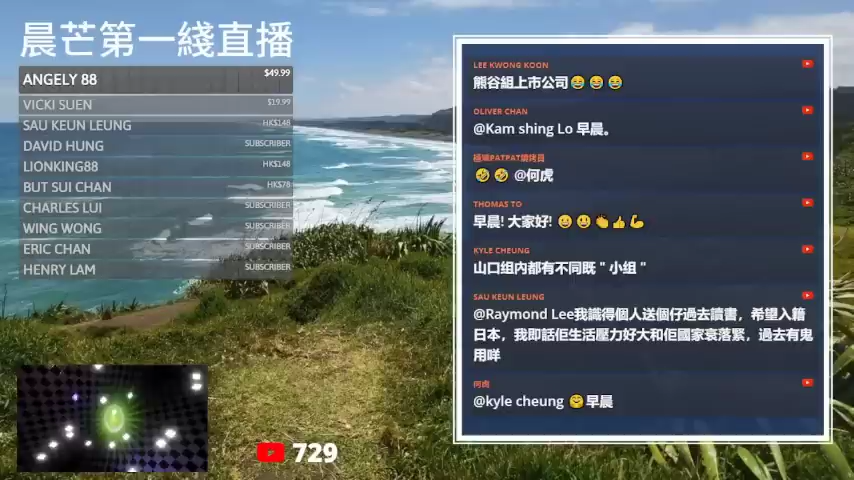 晨芒第一綫直播
ANGELY 88 $49.99
VICKI SUEN $19.99
SAU KEUN LEUNG HK$148
DAVID HUNG SUBSCRIBER
LIONKING88 HK$148
BUT SUI CHAN HK$78
CHARLES LUI SUBSCRIBER
WING WONG SUBSCRIBER
ERIC CHAN SUBSCRIBER
HENRY LAM SUBSCRIBER
729
LEE KWONG KOON
熊谷組上市公司😂😂😂
OLIVER CHAN
@Kam shing Lo 早晨。
🤣🤣 @何虎
THOMAS TO
早晨! 大家好! 😀😃👏👍💪
KYLE CHEUNG
山口组內都有不同既 " 小组 "
SAU KEUN LEUNG
@Raymond Lee我識得個人送個仔過去讀書，希望入籍
日本，我即話佢生活壓力好大和佢國家衰落緊，過去有鬼
用咩
何虎
@kyle cheung 🤗早晨